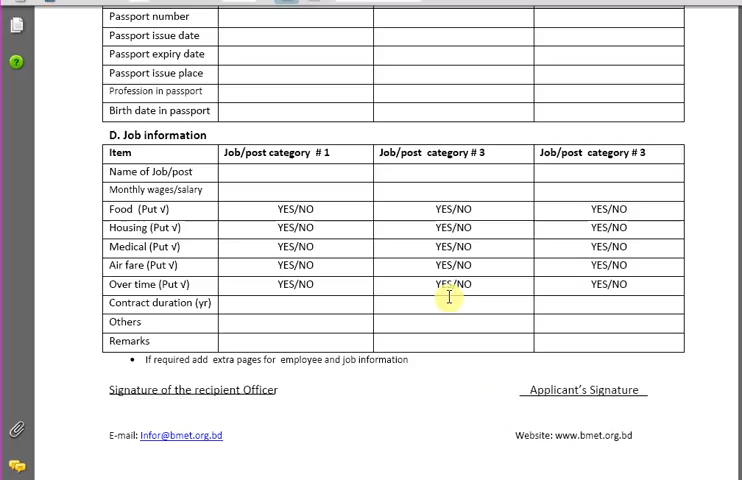 Passport number
Passport issue date
Passport expiry date
Passport issue place
Profession in passport
Birth date in passport
D. Job information
Item Job/post category # 1 Job/post category # 3 Job/post category # 3
Name of Job/post
Monthly wages/salary
Food (Put √) YES/NO YES/NO YES/NO
Housing (Put √) YES/NO YES/NO YES/NO
Medical (Put √) YES/NO YES/NO YES/NO
Air fare (Put √) YES/NO YES/NO YES/NO
Over time (Put √) YES/NO YES/NO YES/NO
Contract duration (yr)
Others
Remarks
• If required add extra pages for employee and job information
Signature of the recipient Officer Applicant's Signature
E-mail: Infor@bmet.org.bd Website: www.bmet.org.bd